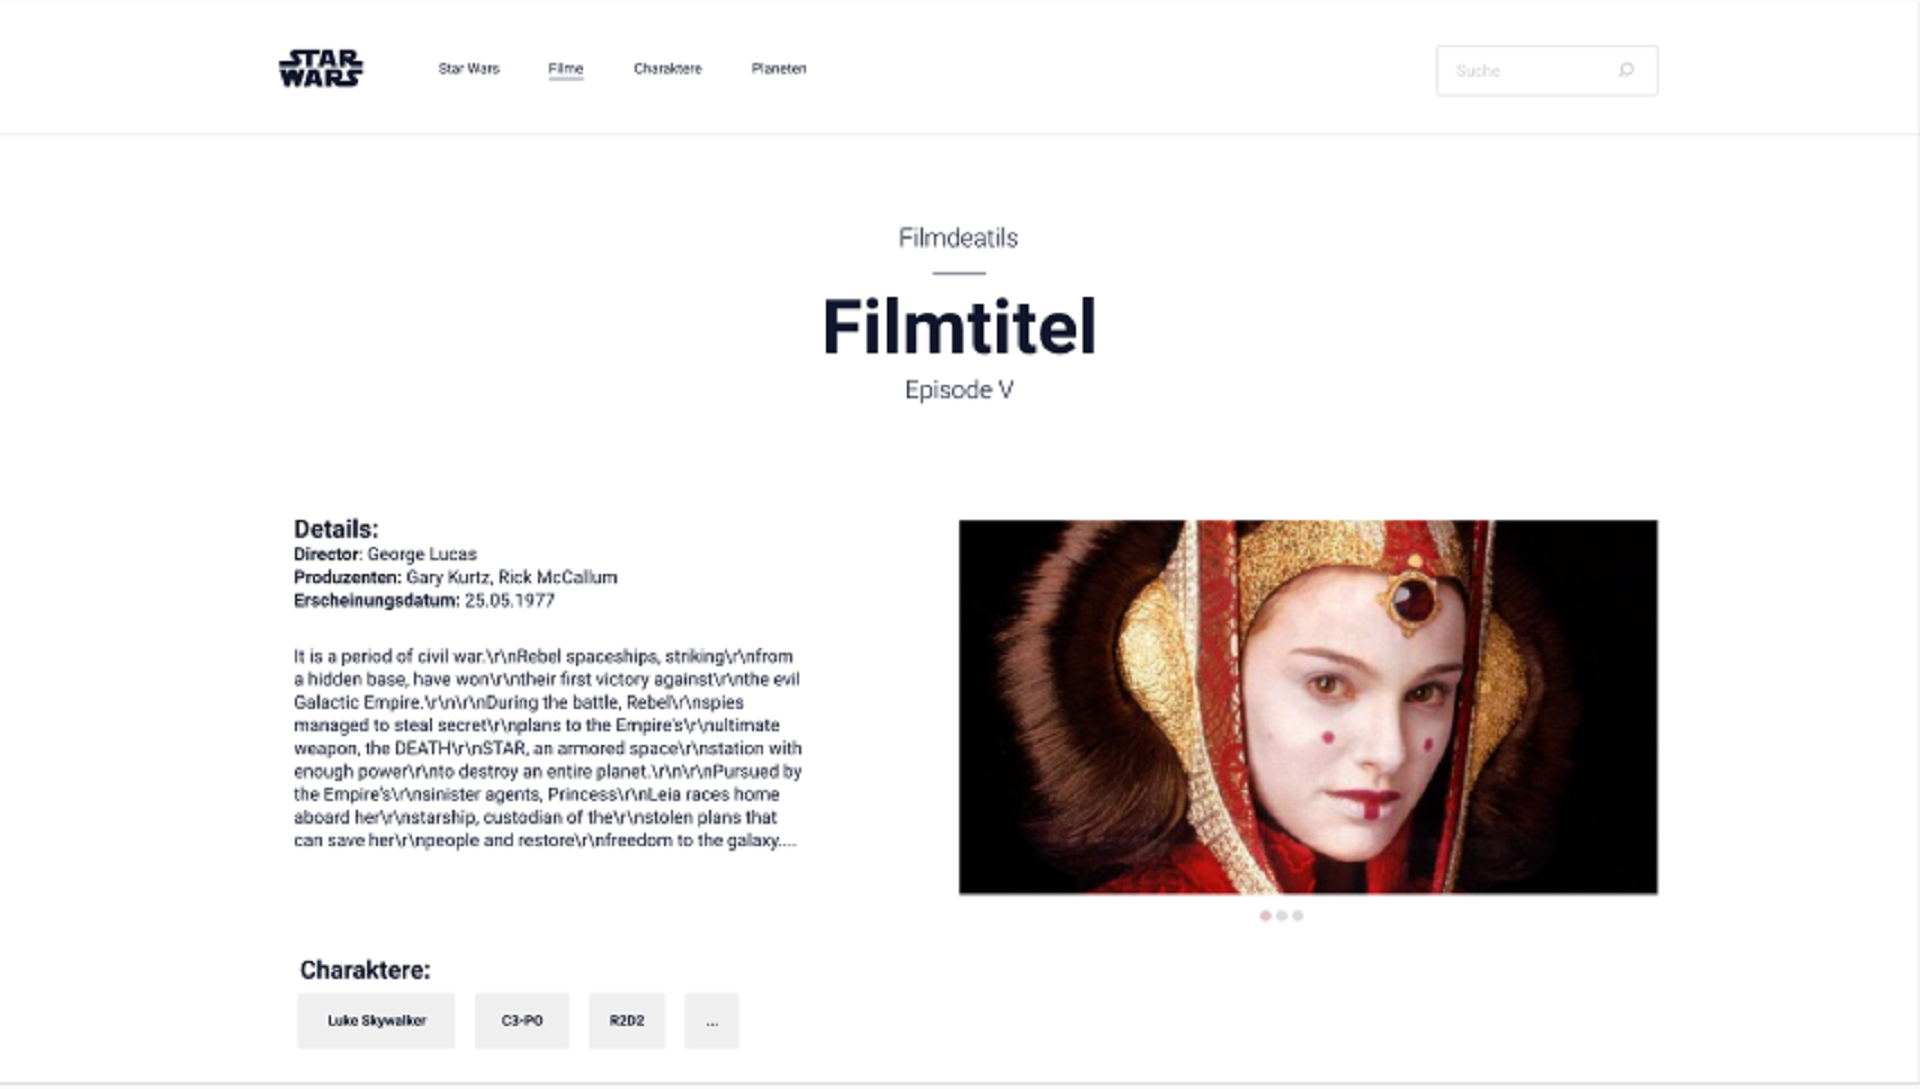 STAR
WARS
Star Wars
Filme
Charaktere
Planeten
Suche
Filmdeatils
Filmtitel
Episode V
Details:
Director: George Lucas
Produzenten: Gary Kurtz, Rick McCallum
Erscheinungsdatum: 25.05.1977
It is a period of civil war.\r\nRebel spaceships, striking\r\nfrom
a hidden base, have won\r\ntheir first victory against\r\nthe evil
Galactic Empire.\r\n\r\nDuring the battle, Rebel\r\nspies
managed to steal secret\r\nplans to the Empire's\r\nultimate
weapon, the DEATH\r\nSTAR, an armored space\r\nstation with
enough power\r\nto destroy an entire planet.\r\n\r\nPursued by
the Empire's\r\nsinister agents, Princess\r\nLeia races home
aboard her\r\nstarship, custodian of the\r\nstolen plans that
can save her\r\npeople and restore\r\nfreedom to the galaxy....
Charaktere:
Luke Skywalker
C3-PO
R2D2
...